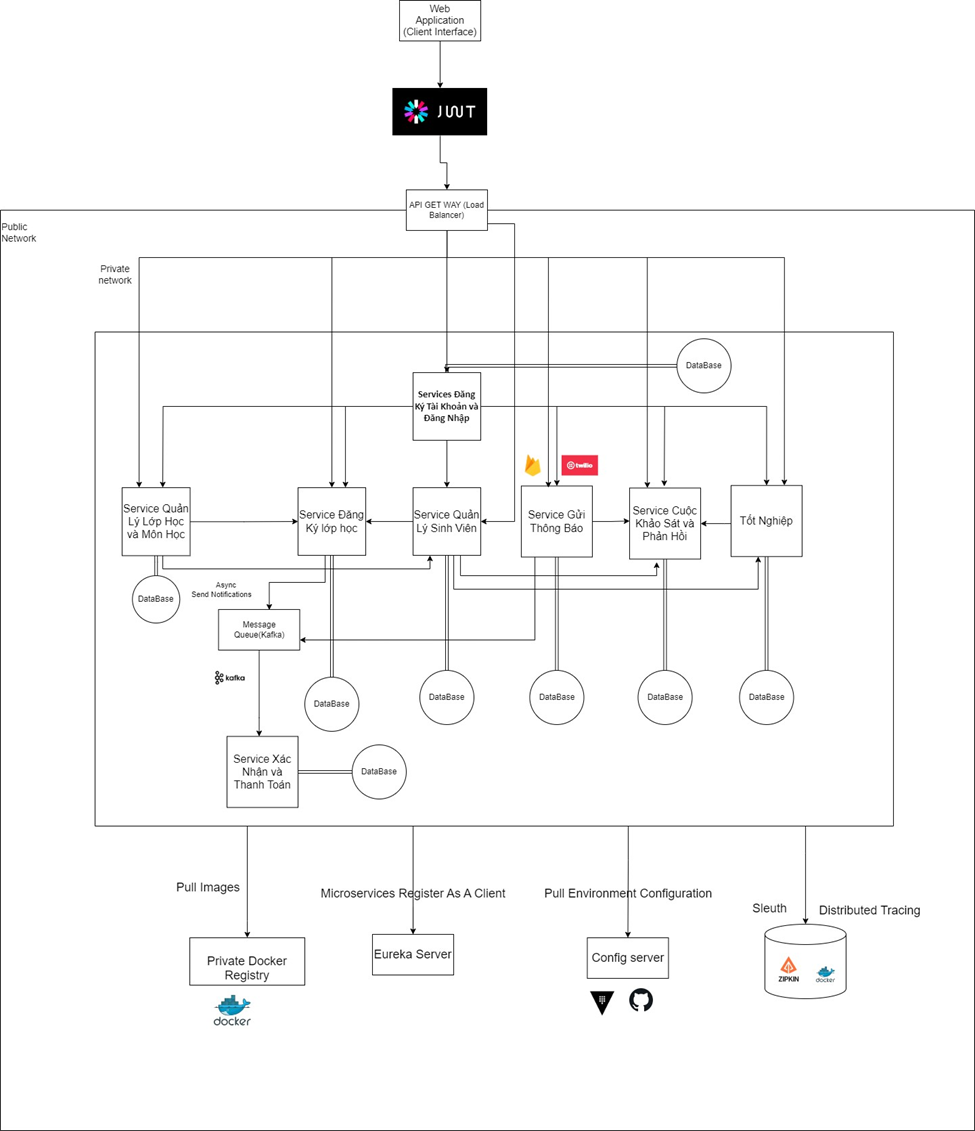 Web
Application
(Client Interface)
JWT
API GET WAY (Load
Balancer)
Public
Network
Private
network
DataBase
Services Đăng
Ký Tài Khoản và
Đăng Nhập
twilio
Service Quản
Lý Lớp Học
và Môn Học
Service Đăng
Ký lớp học
Service Quản
Lý Sinh Viên
Service Gửi
Thông Báo
Service Cuộc
Khảo Sát và
Phản Hồi
Tốt Nghiệp
DataBase
Async
Send Notifications
Message
Queue(Kafka)
kafka
DataBase
DataBase
DataBase
DataBase
DataBase
Service Xác
Nhận và
Thanh Toán
DataBase
Pull Images
Microservices Register As A Client
Pull Environment Configuration
Sleuth
Distributed Tracing
Private Docker
Registry
Eureka Server
Config server
ZIPKIN
docker
docker